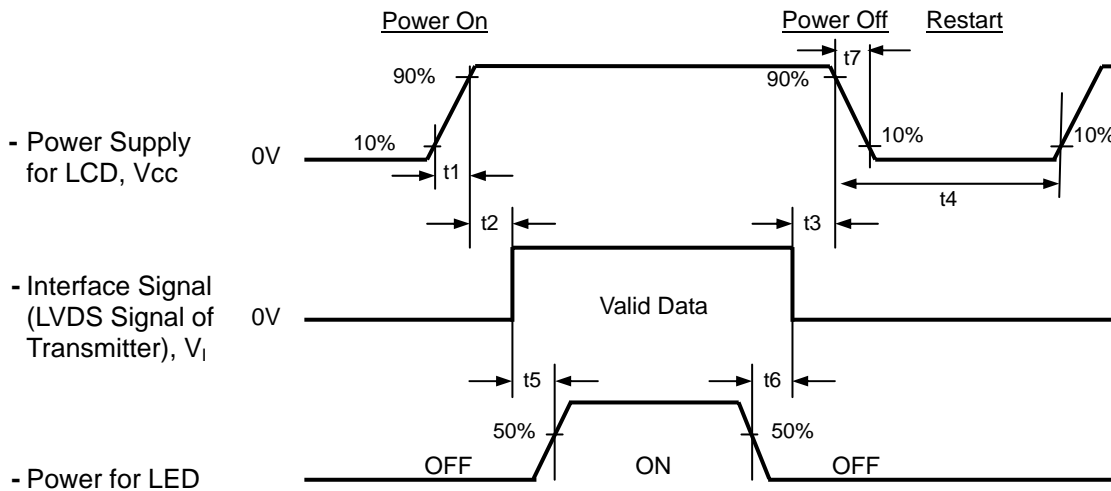 Power On
Power Off
Restart
t7
90%
90%
- Power Supply
for LCD, Vcc
0V
10%
10%
10%
t1
t4
t2
t3
- Interface Signal
(LVDS Signal of
Transmitter), VI
0V
Valid Data
t5
t6
50%
50%
OFF
ON
OFF
- Power for LED